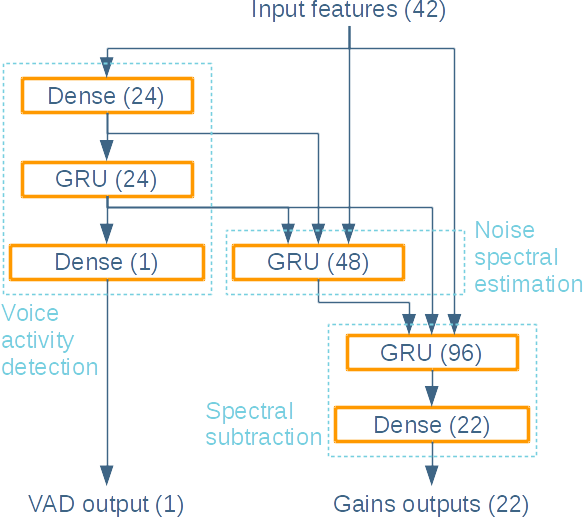 Input features (42)
Dense (24)
GRU (24)
Dense (1)
GRU (48)
Noise
spectral
estimation
Voice
activity
detection
GRU (96)
Spectral
subtraction
Dense (22)
VAD output (1)
Gains outputs (22)